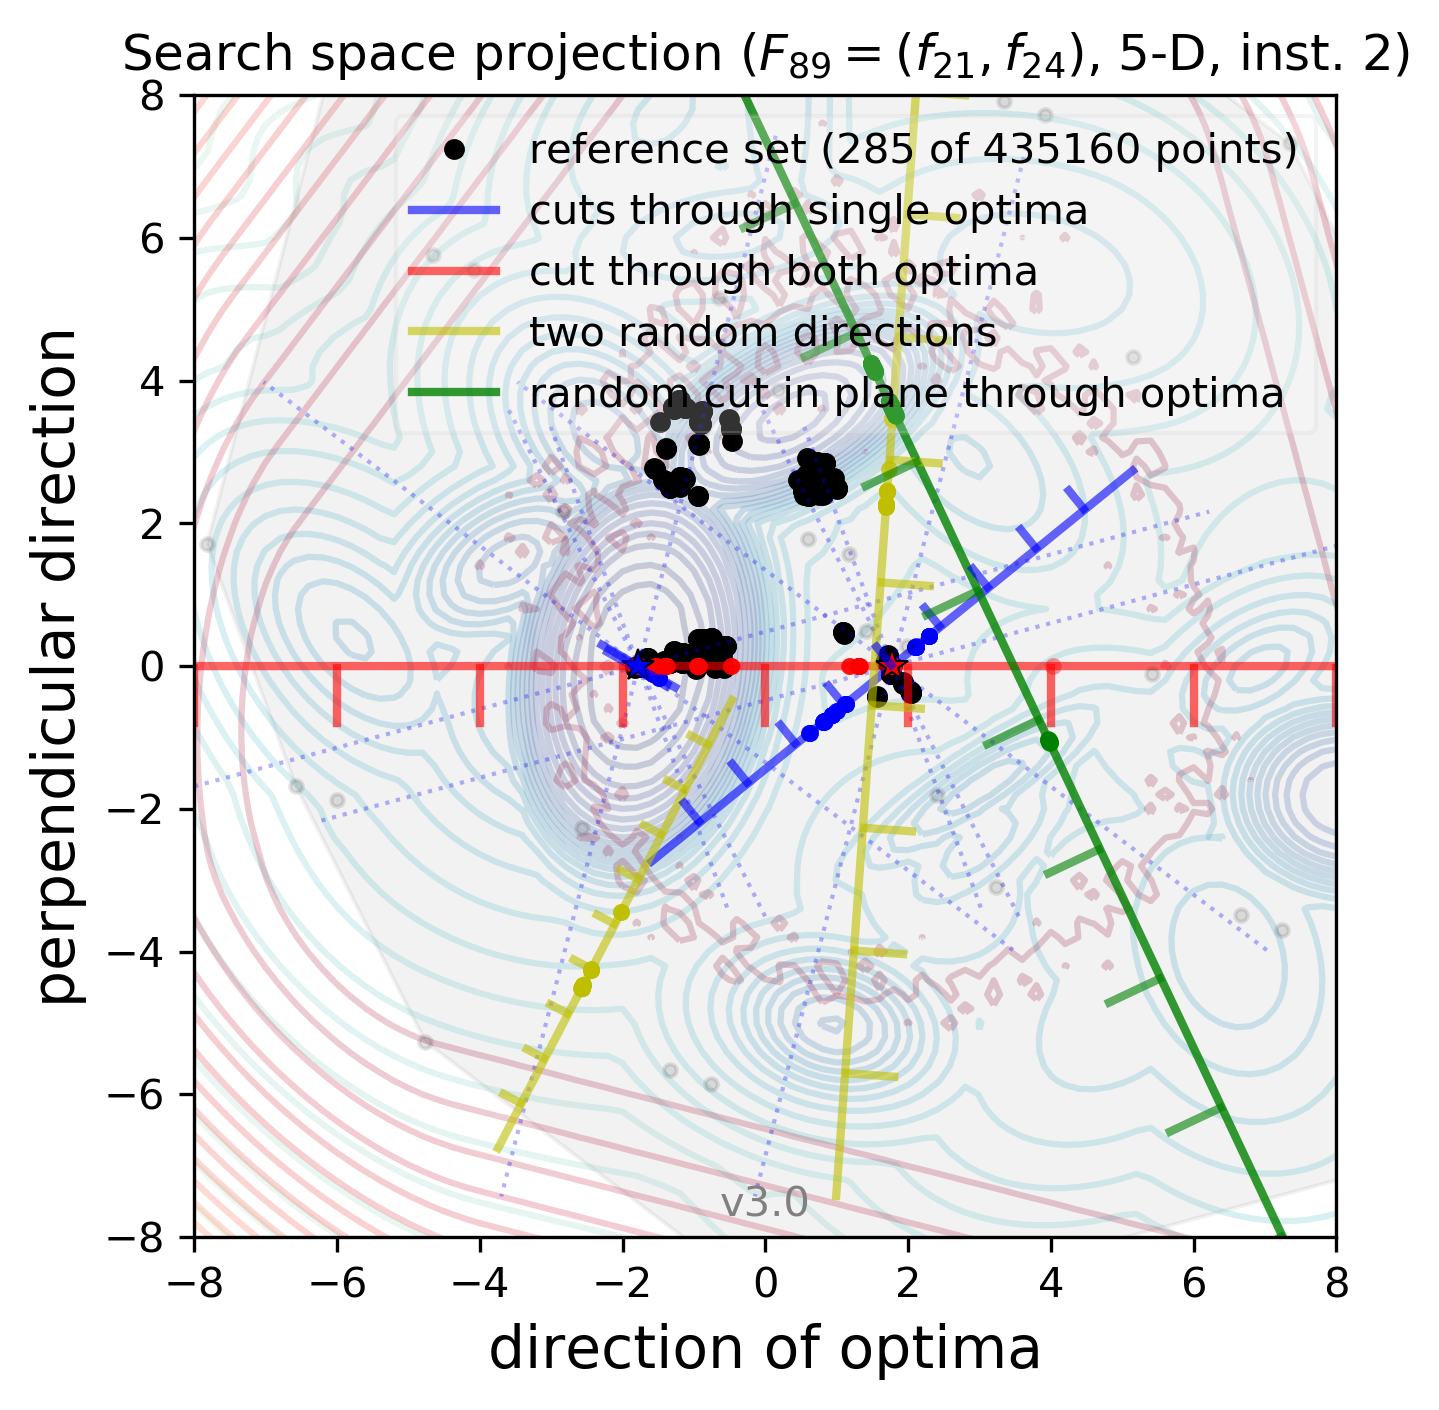 Search space projection (F₈₉ = (f₂₁, f₂₄), 5-D, inst. 2)
reference set (285 of 435160 points)
cuts through single optima
cut through both optima
two random directions
random cut in plane through optima
8
6
4
2
0
−2
−4
−6
−8
perpendicular direction
v3.0
−8 −6 −4 −2 0 2 4 6 8
direction of optima